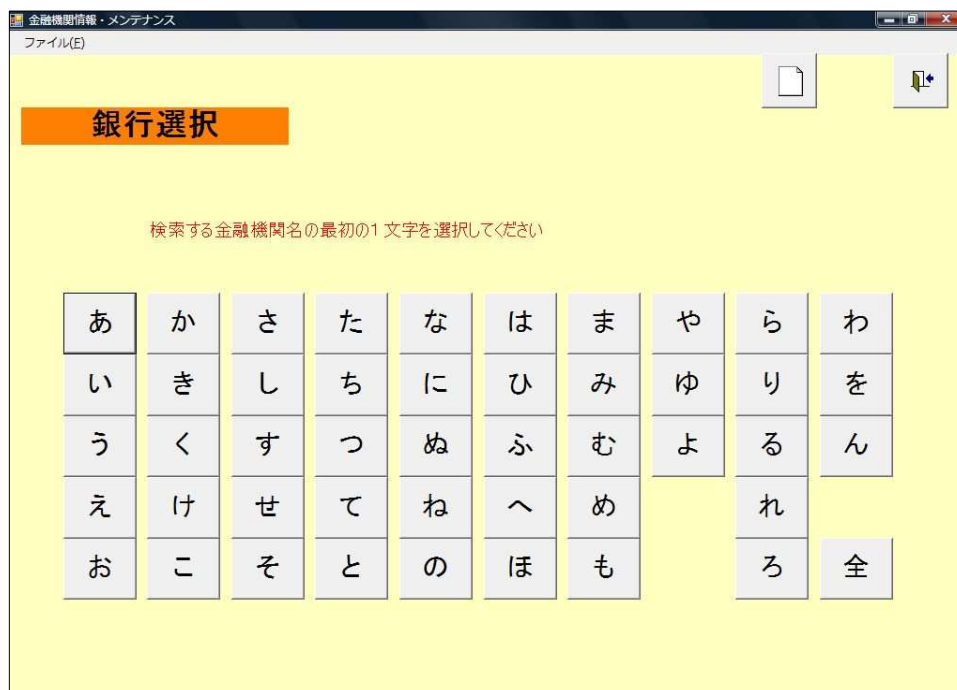 金融機関情報・メンテナンス
ファイル(F)
銀行選択
検索する金融機関名の最初の1文字を選択してください
あ か さ た な は ま や ら わ
い き し ち に ひ み ゆ り を
う く す つ ぬ ふ む よ る ん
え け せ て ね へ め れ
お こ そ と の ほ も ろ 全